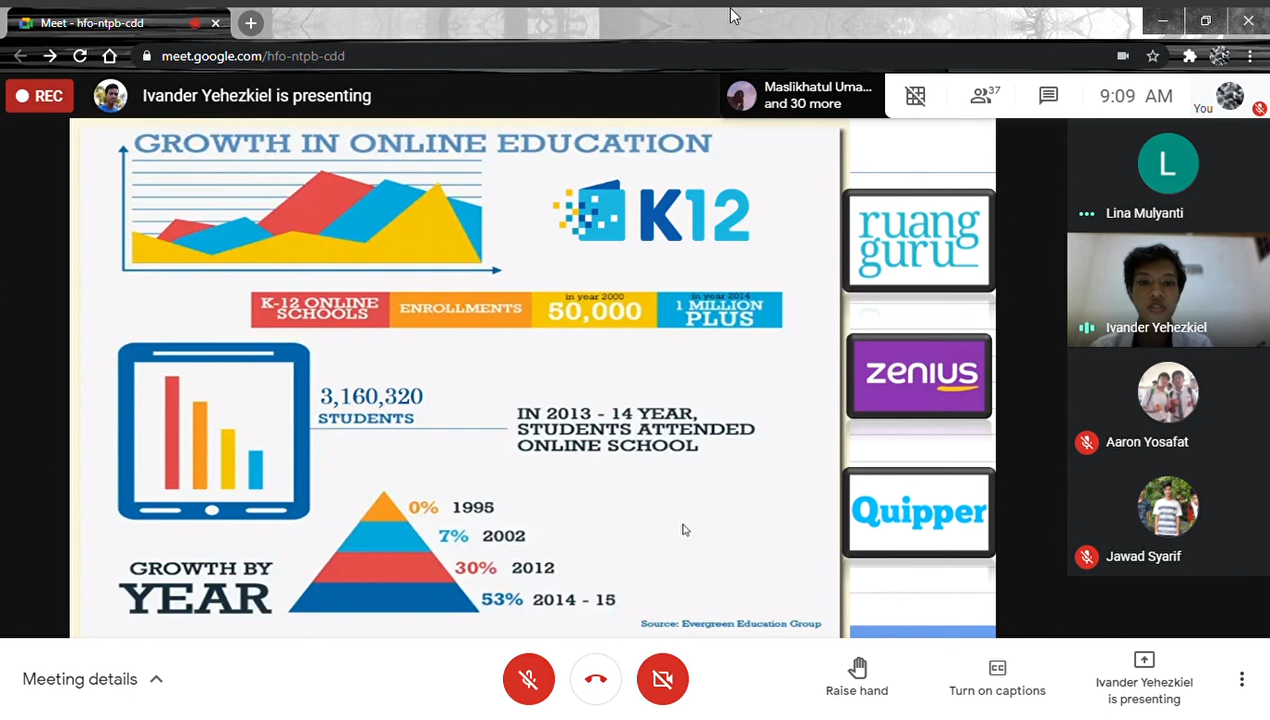 Meet - hfo-ntpb-cdd
meet.google.com/hfo-ntpb-cdd
REC
Ivander Yehezkiel is presenting
Maslikhatul Uma...
and 30 more
37
9:09 AM
You
GROWTH IN ONLINE EDUCATION
K12
K-12 ONLINE
SCHOOLS
ENROLLMENTS
in year 2000
50,000
in year 2014
1 MILLION
PLUS
3,160,320
STUDENTS
IN 2013 - 14 YEAR,
STUDENTS ATTENDED
ONLINE SCHOOL
0% 1995
7% 2002
30% 2012
53% 2014 - 15
GROWTH BY
YEAR
Source: Evergreen Education Group
ruang
guru
zenius
Quipper
L
Lina Mulyanti
Ivander Yehezkiel
Aaron Yosafat
Jawad Syarif
Meeting details
Raise hand
CC
Turn on captions
Ivander Yehezkiel
is presenting